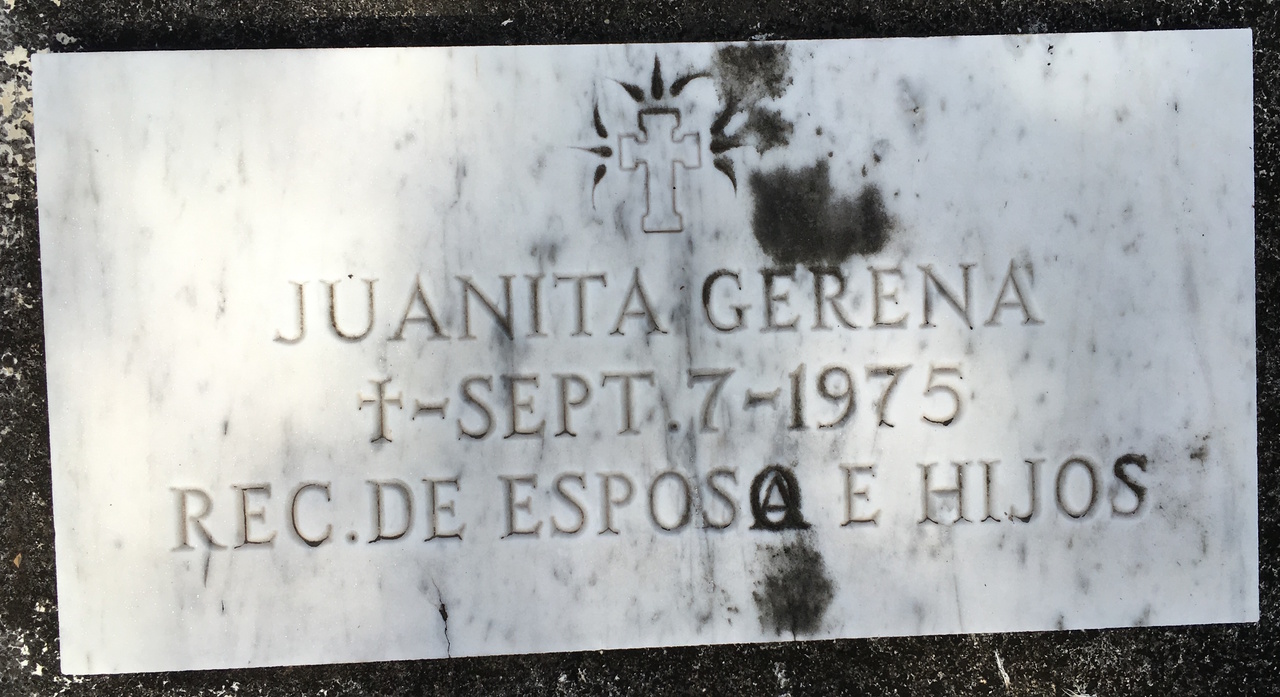 JUANITA GERENA
†-SEPT.7-1975
REC.DE ESPOSO E HIJOS